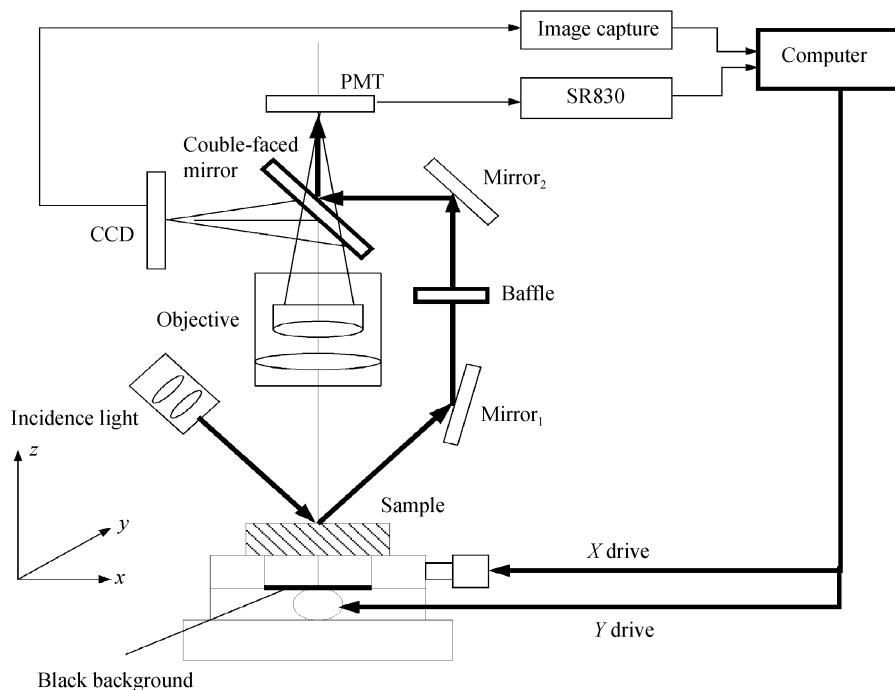 Image capture
Computer
PMT
SR830
Couble-faced
mirror
Mirror2
CCD
Baffle
Objective
Incidence light
Mirror1
z
Sample
y
X drive
x
Y drive
Black background